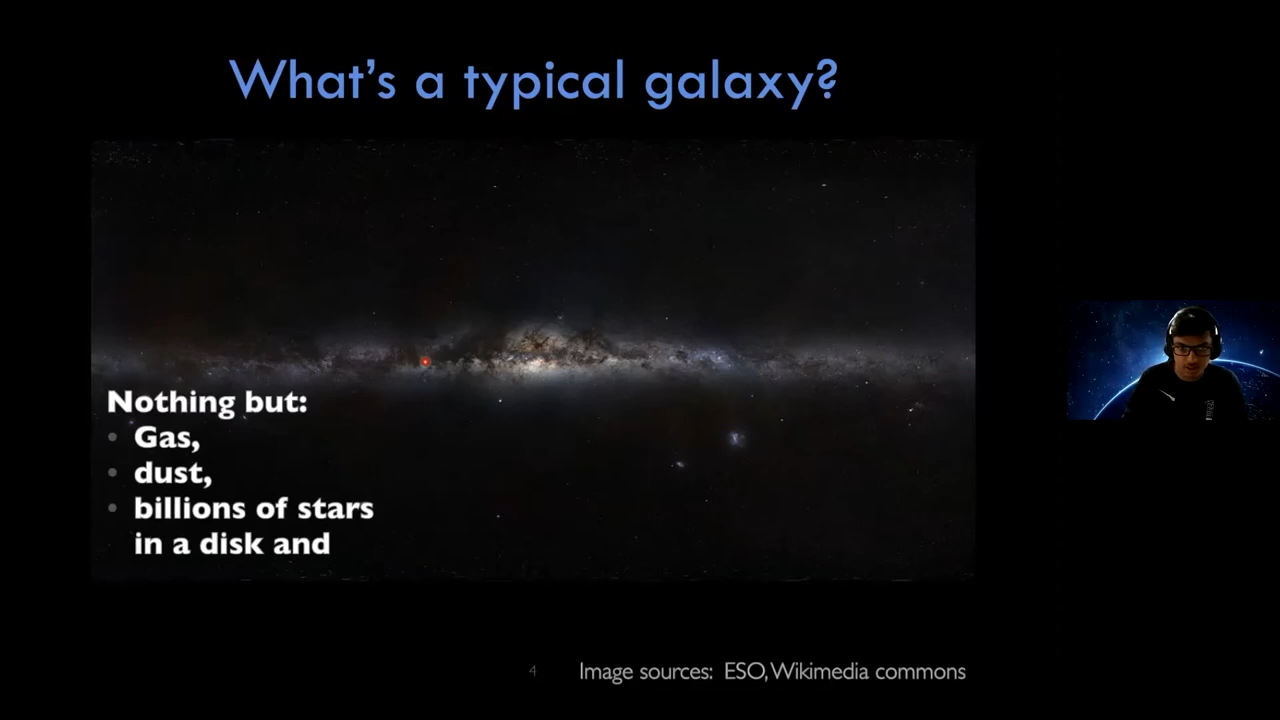 What's a typical galaxy?
Nothing but:
• Gas,
• dust,
• billions of stars
in a disk and
4
Image sources: ESO, Wikimedia commons